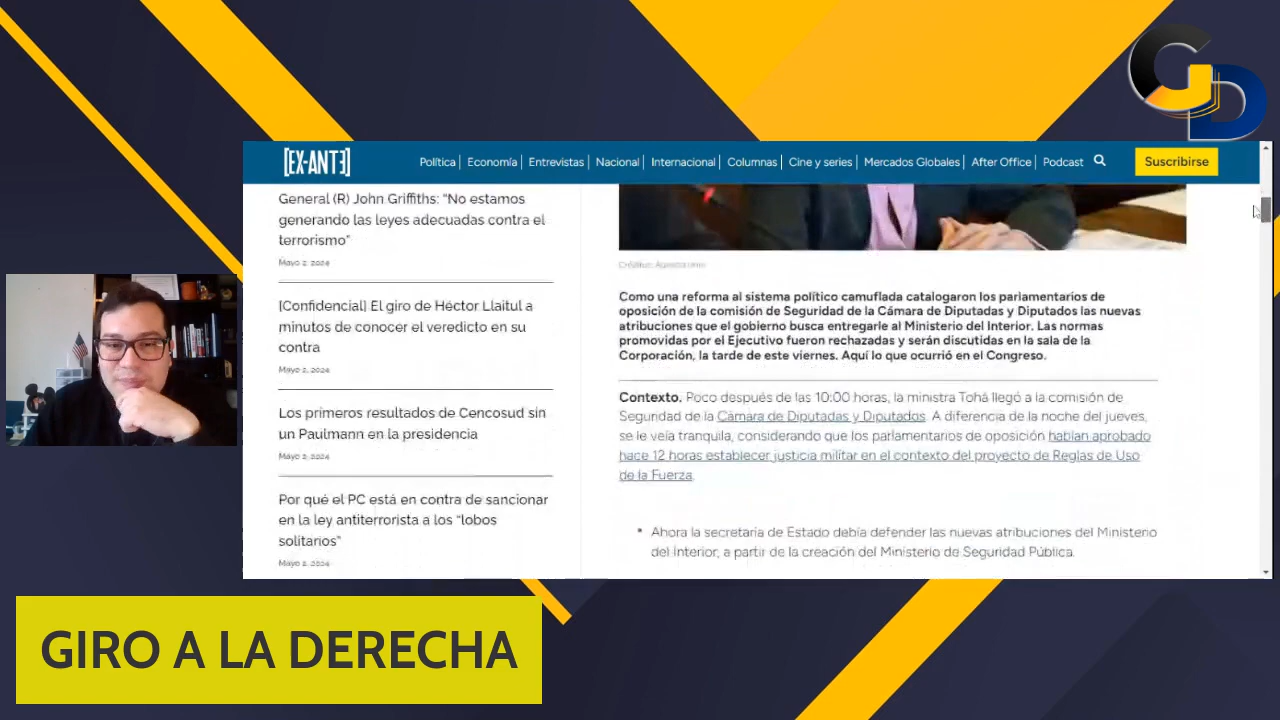 GD
[EX-ANTE]
Política
Economía
Entrevistas
Nacional
Internacional
Columnas
Cine y series
Mercados Globales
After Office
Podcast
Suscribirse
General (R) John Griffiths: “No estamos
generando las leyes adecuadas contra el
terrorismo”
Mayo 2, 2024
[Confidencial] El giro de Héctor Llaitul a
minutos de conocer el veredicto en su
contra
Mayo 2, 2024
Los primeros resultados de Cencosud sin
un Paulmann en la presidencia
Mayo 2, 2024
Por qué el PC está en contra de sancionar
en la ley antiterrorista a los “lobos
solitarios”
Mayo 2, 2024
Créditos: Agencia Uno
Como una reforma al sistema político camuflada catalogaron los parlamentarios de
oposición de la comisión de Seguridad de la Cámara de Diputadas y Diputados las nuevas
atribuciones que el gobierno busca entregarle al Ministerio del Interior. Las normas
promovidas por el Ejecutivo fueron rechazadas y serán discutidas en la sala de la
Corporación, la tarde de este viernes. Aquí lo que ocurrió en el Congreso.
Contexto. Poco después de las 10:00 horas, la ministra Tohá llegó a la comisión de
Seguridad de la Cámara de Diputadas y Diputados. A diferencia de la noche del jueves,
se le veía tranquila, considerando que los parlamentarios de oposición habían aprobado
hace 12 horas establecer justicia militar en el contexto del proyecto de Reglas de Uso
de la Fuerza.
• Ahora la secretaria de Estado debía defender las nuevas atribuciones del Ministerio
del Interior, a partir de la creación del Ministerio de Seguridad Pública.
GIRO A LA DERECHA